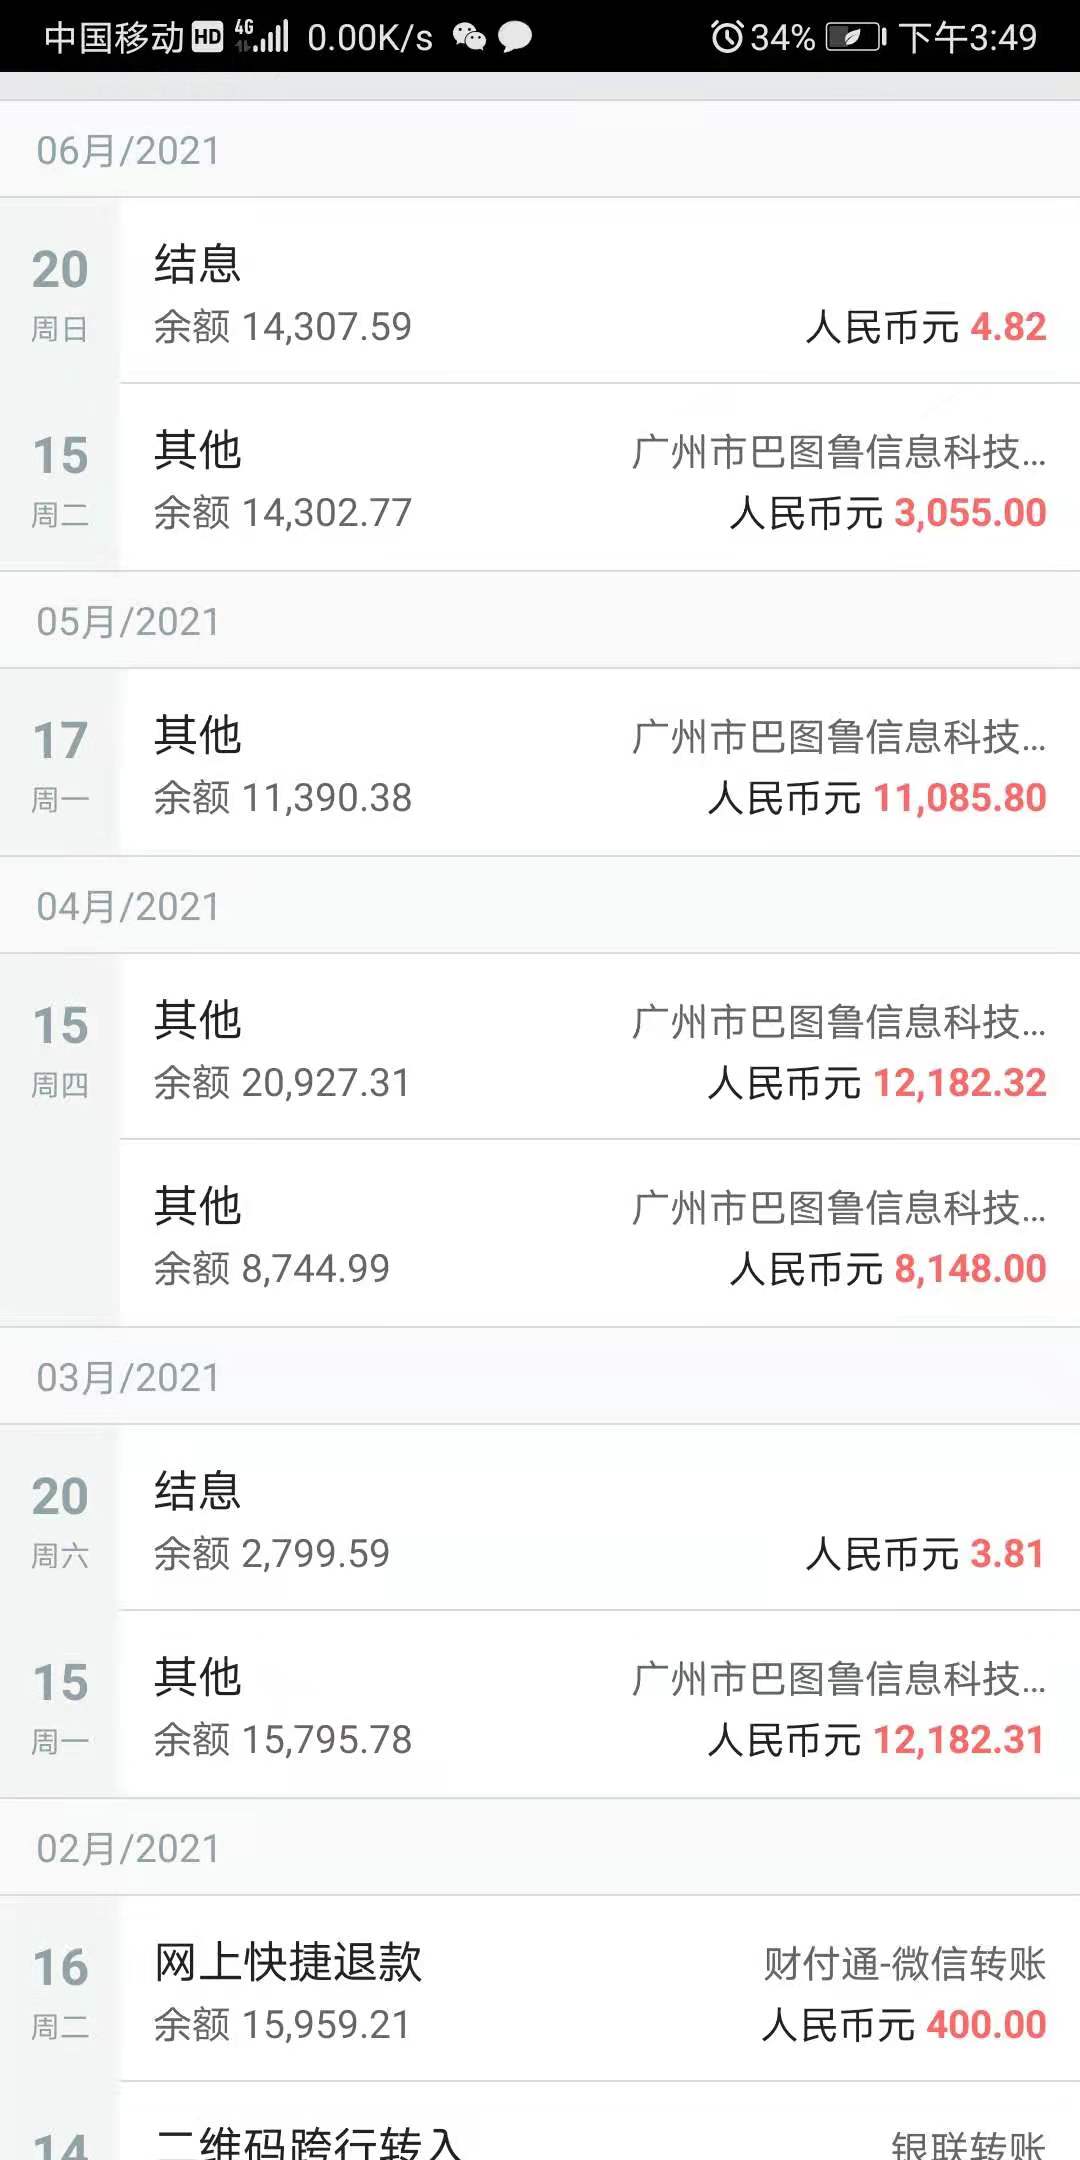 中国移动 HD 4G 0.00K/s 34% 下午3:49
06月/2021
20 结息
周日 余额 14,307.59 人民币元 4.82
15 其他 广州市巴图鲁信息科技...
周二 余额 14,302.77 人民币元 3,055.00
05月/2021
17 其他 广州市巴图鲁信息科技...
周一 余额 11,390.38 人民币元 11,085.80
04月/2021
15 其他 广州市巴图鲁信息科技...
周四 余额 20,927.31 人民币元 12,182.32
其他 广州市巴图鲁信息科技...
余额 8,744.99 人民币元 8,148.00
03月/2021
20 结息
周六 余额 2,799.59 人民币元 3.81
15 其他 广州市巴图鲁信息科技...
周一 余额 15,795.78 人民币元 12,182.31
02月/2021
16 网上快捷退款 财付通-微信转账
周二 余额 15,959.21 人民币元 400.00
14 二维码跨行转入 银联转账